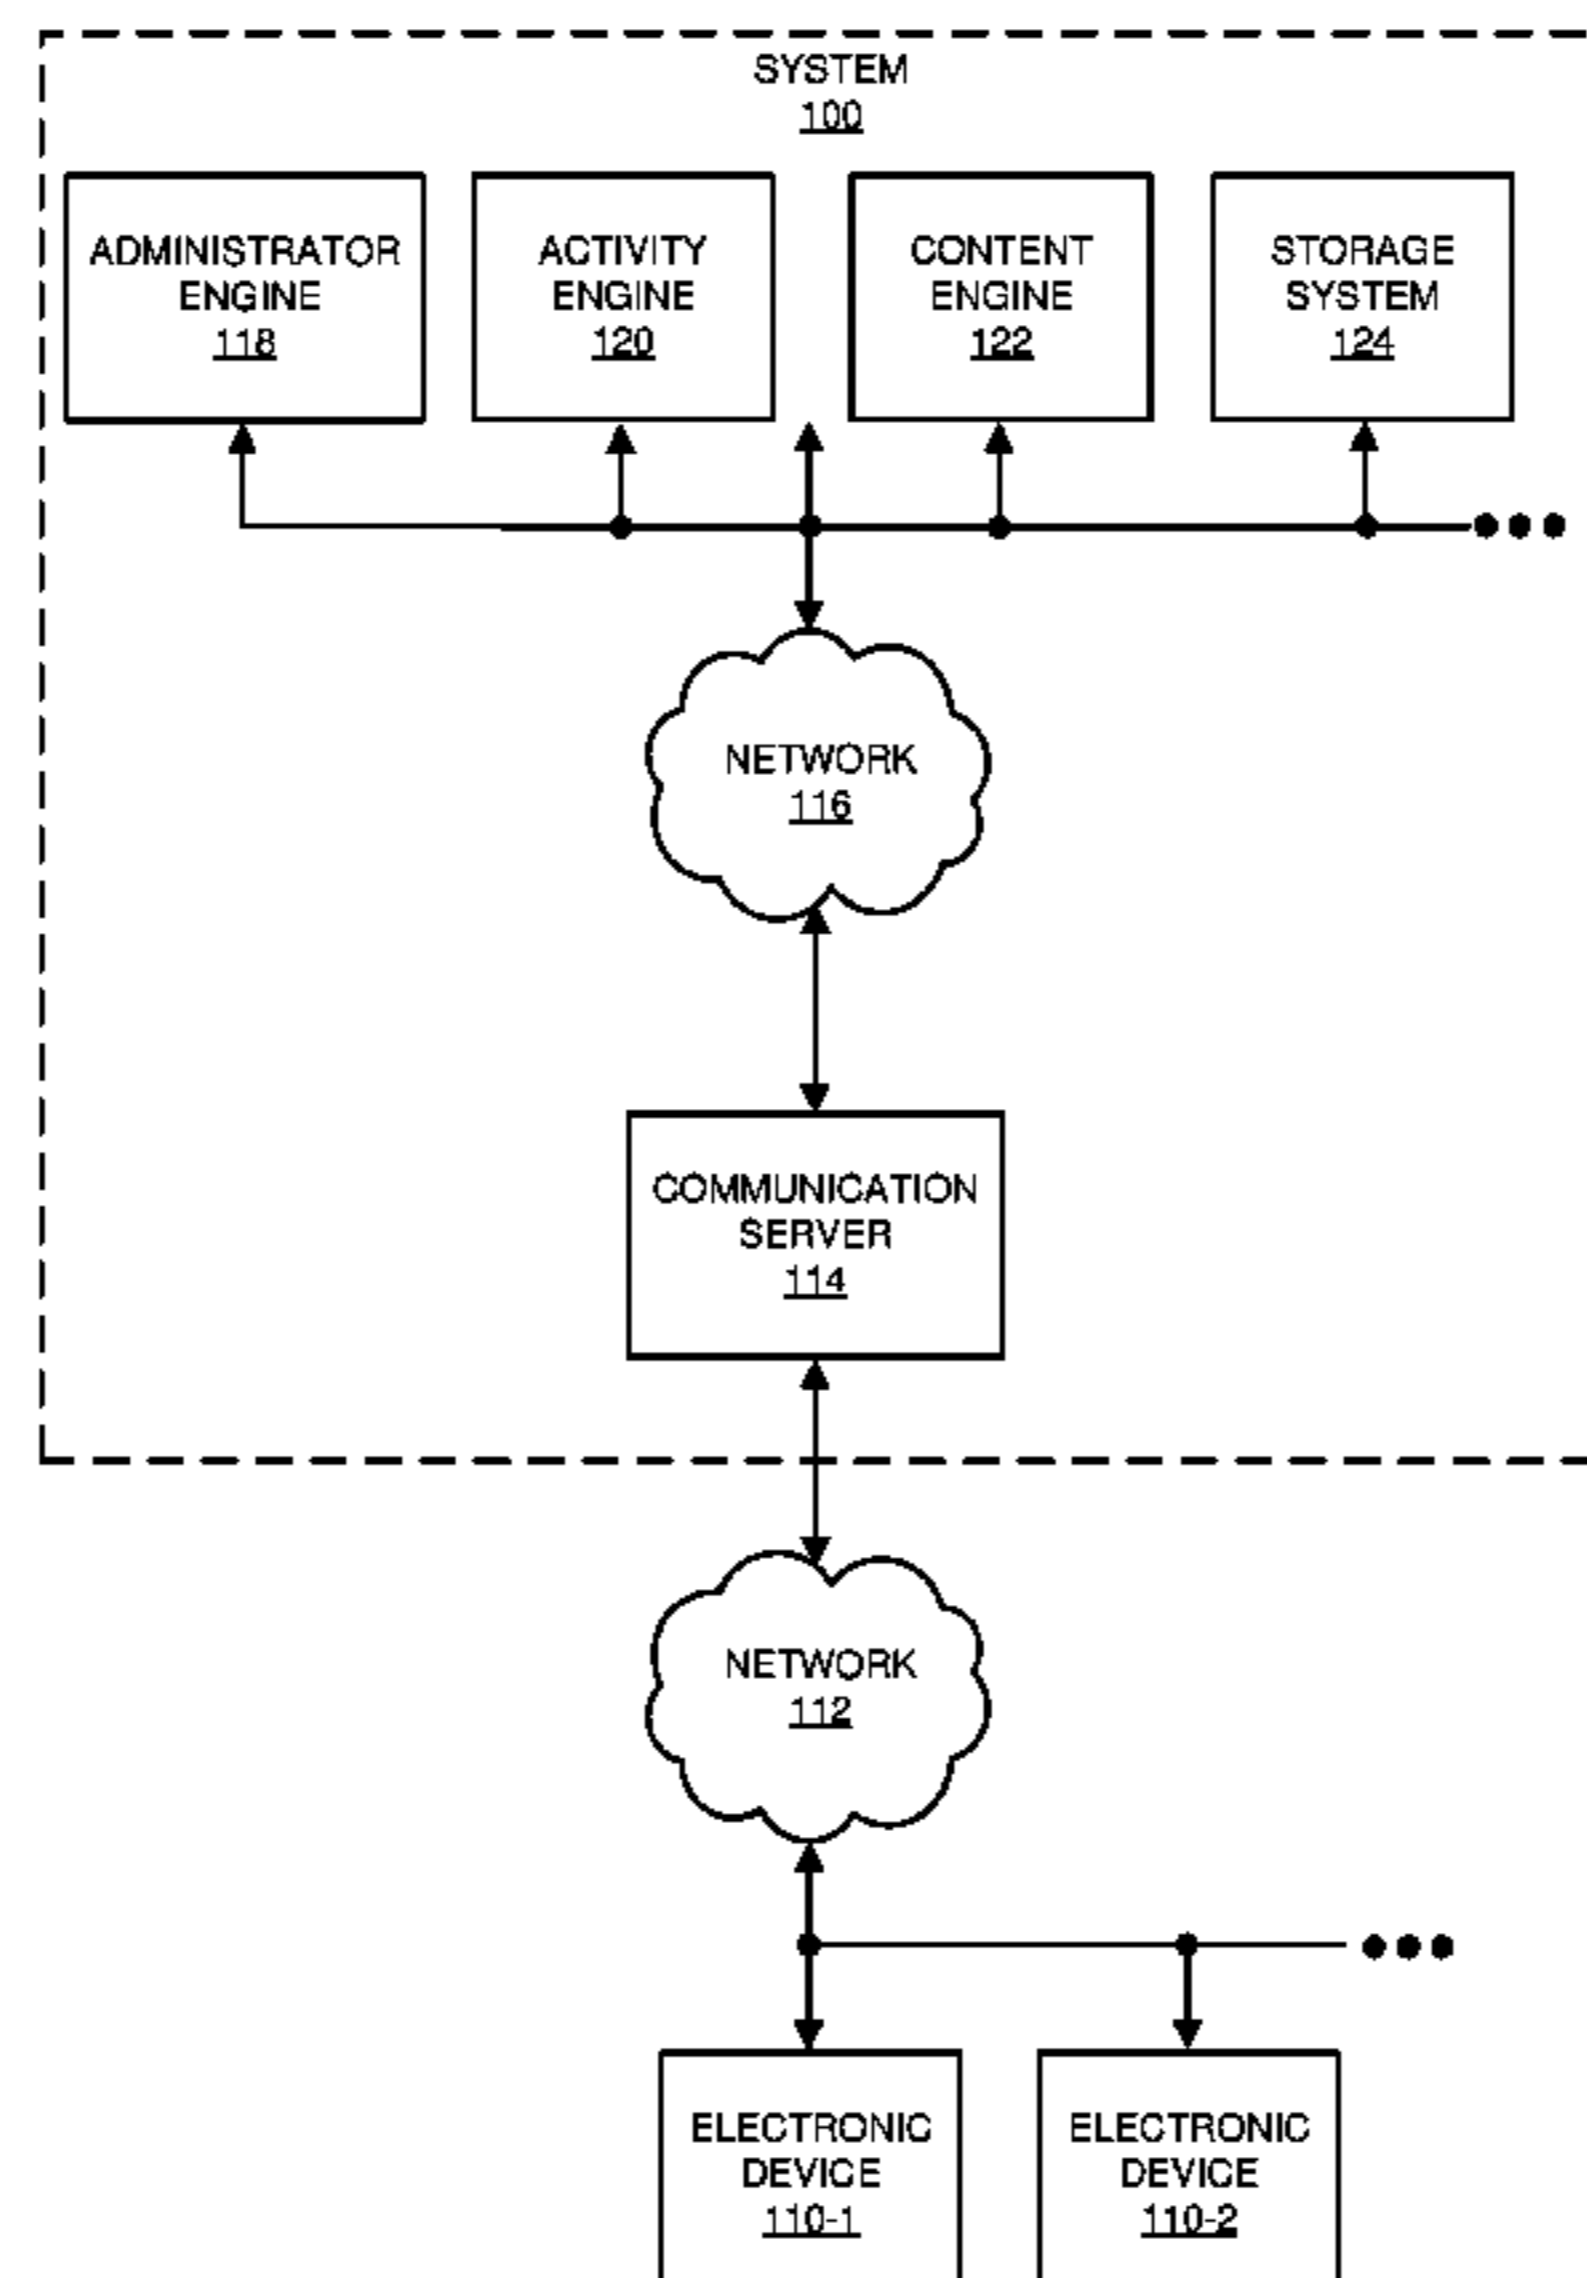 SYSTEM
100
ADMINISTRATOR
ENGINE
118
ACTIVITY
ENGINE
120
CONTENT
ENGINE
122
STORAGE
SYSTEM
124
NETWORK
116
COMMUNICATION
SERVER
114
NETWORK
112
ELECTRONIC
DEVICE
110-1
ELECTRONIC
DEVICE
110-2